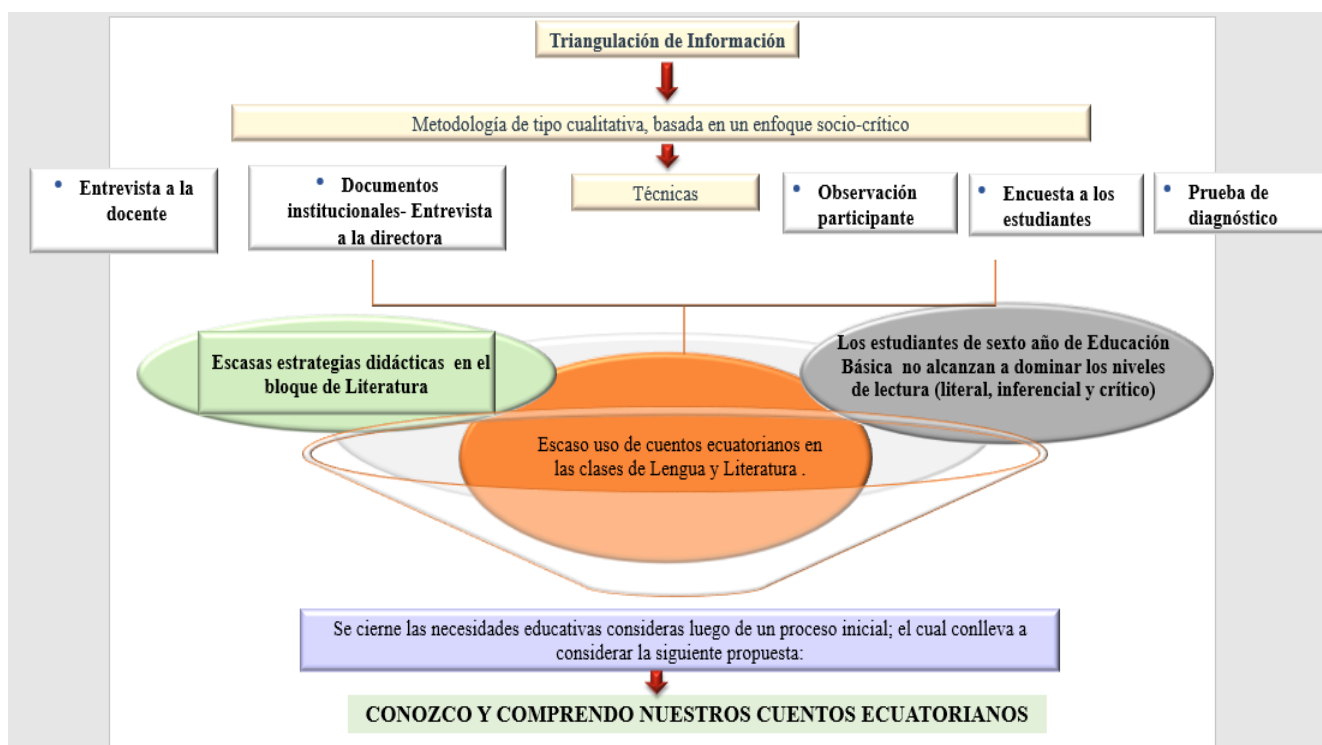 Triangulación de Información
Metodología de tipo cualitativa, basada en un enfoque socio-crítico
• Entrevista a la
docente
• Documentos
institucionales- Entrevista
a la directora
Técnicas
• Observación
participante
• Encuesta a los
estudiantes
• Prueba de
diagnóstico
Escasas estrategias didácticas en el
bloque de Literatura
Los estudiantes de sexto año de Educación
Básica no alcanzan a dominar los niveles
de lectura (literal, inferencial y crítico)
Escaso uso de cuentos ecuatorianos en
las clases de Lengua y Literatura .
Se cierne las necesidades educativas consideras luego de un proceso inicial; el cual conlleva a
considerar la siguiente propuesta:
CONOZCO Y COMPRENDO NUESTROS CUENTOS ECUATORIANOS